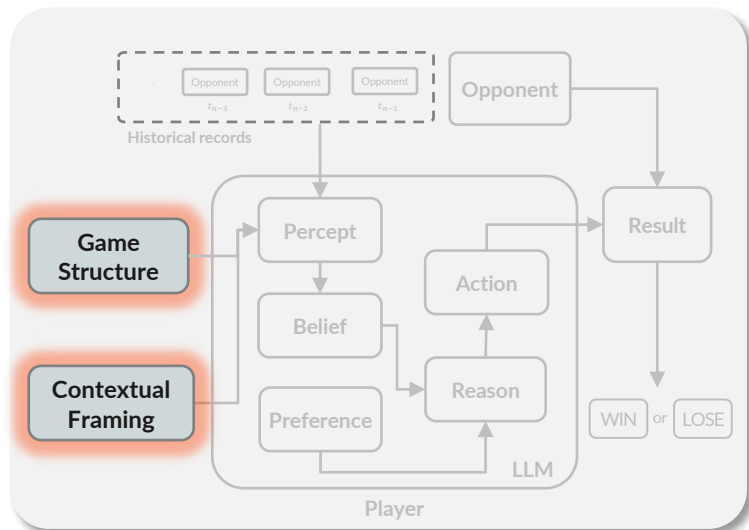 Opponent
Opponent
Opponent
t_{n-3}
t_{n-2}
t_{n-1}
Historical records
Opponent
Game
Structure
Contextual
Framing
Percept
Belief
Preference
Action
Reason
LLM
Player
Result
WIN or LOSE